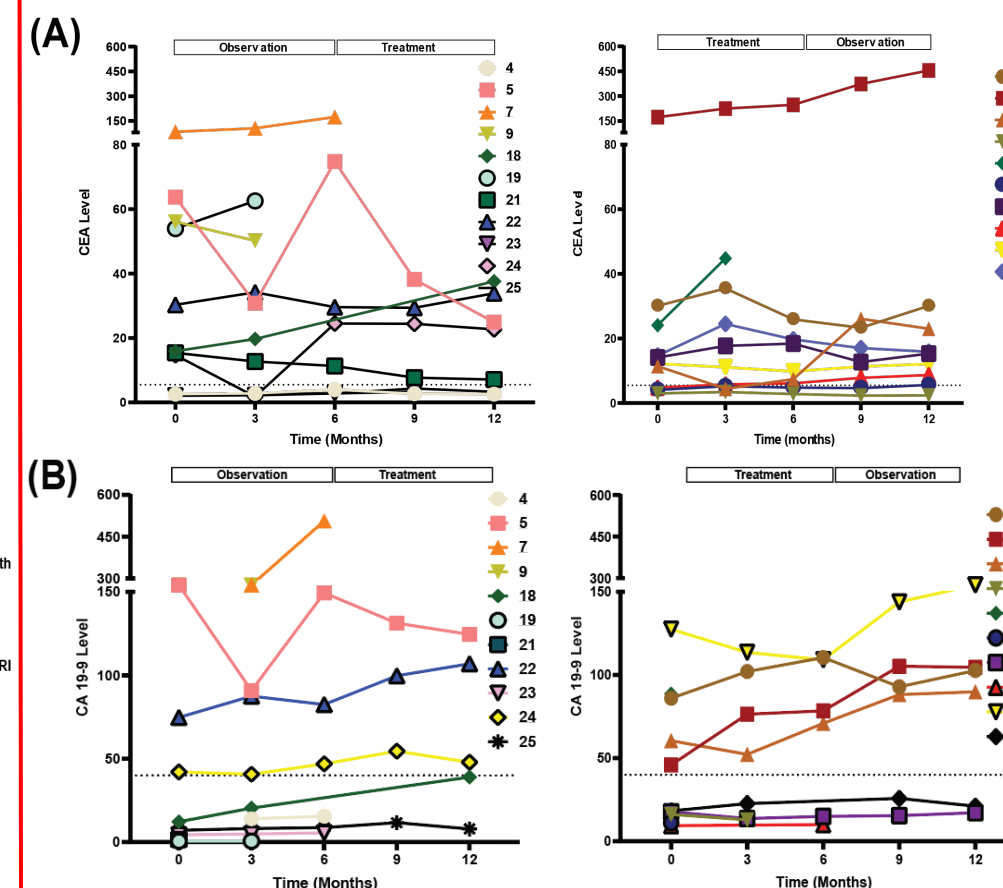 (A)
Observation Treatment
600
450
300
150
80
60
40
20
0
CEA Level
0 3 6 9 12
Time (Months)
4
5
7
9
18
19
21
22
23
24
25
Treatment Observation
600
450
300
150
80
60
40
20
0
CEA Level
0 3 6 9 12
Time (months)
(B)
Observation Treatment
600
450
300
150
100
50
0
CA 19-9 Level
0 3 6 9 12
Time (Months)
4
5
7
9
18
19
21
22
23
24
25
Treatment Observation
600
450
300
150
100
50
0
CA 19-9 Level
0 3 6 9 12
Time (Months)
th
RI